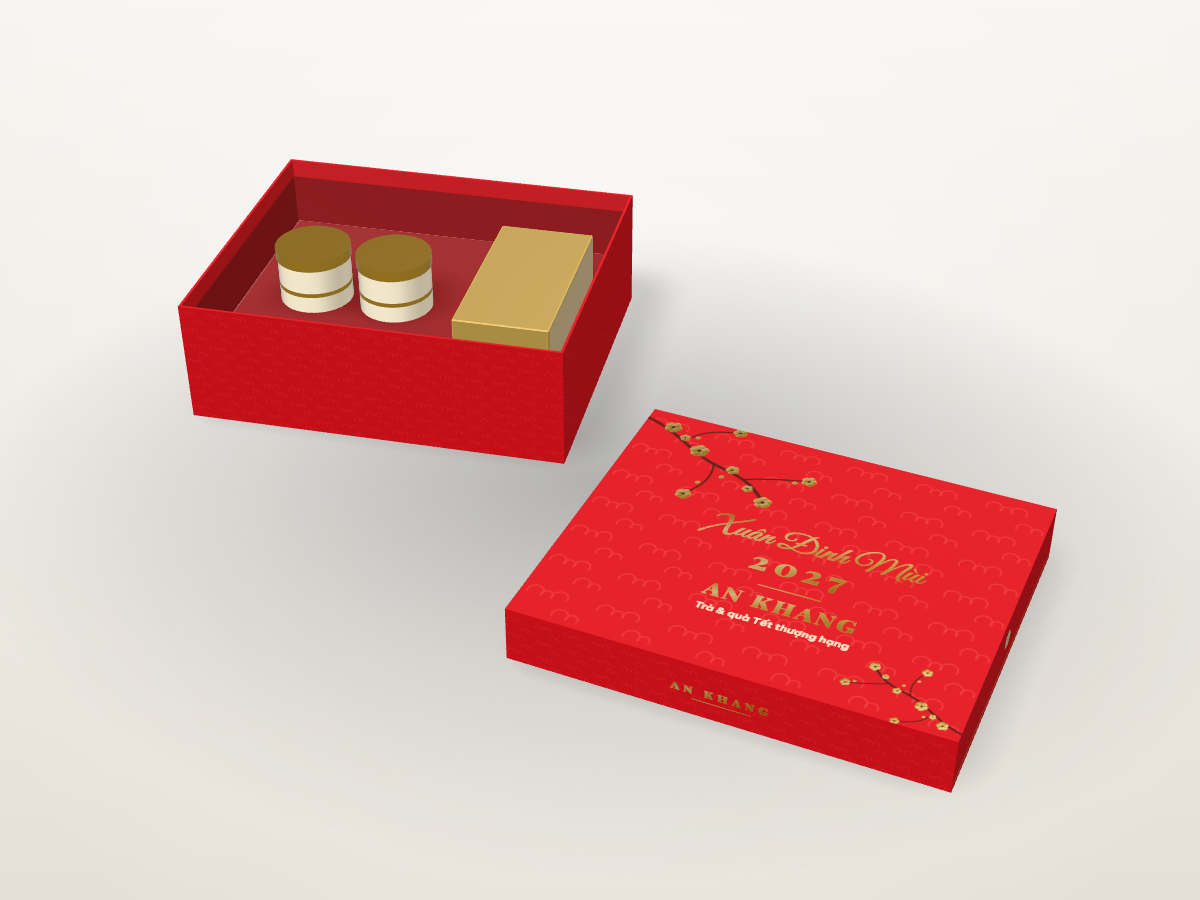 Xuân Đinh Mùi
2027
AN KHANG
Trà & quà Tết thượng hạng
AN KHANG